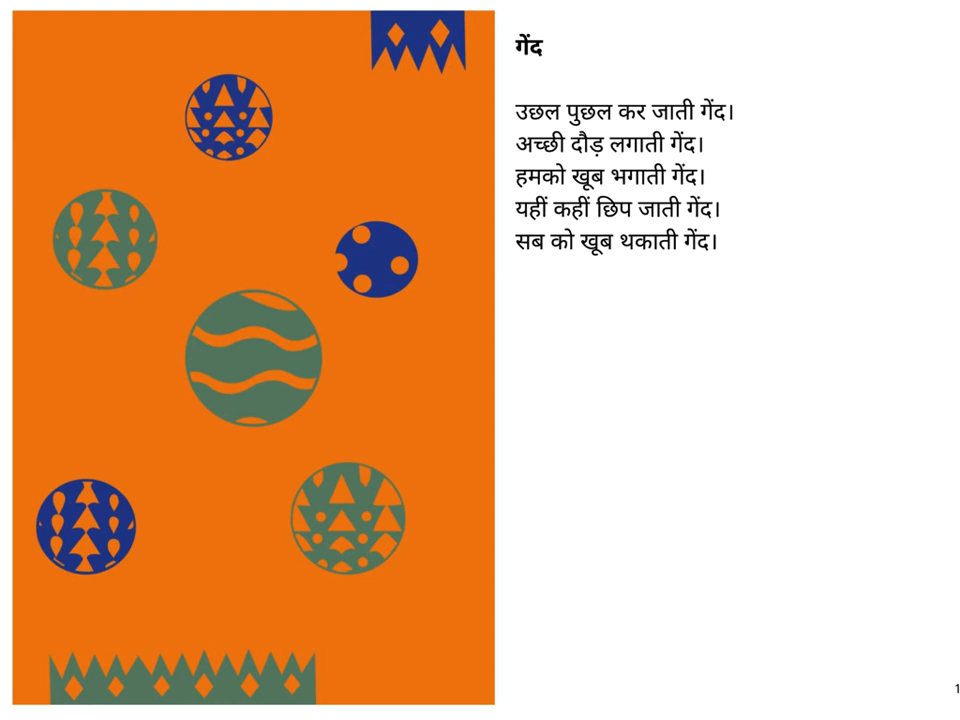 गेंद
उछल पुछल कर जाती गेंद।
अच्छी दौड़ लगाती गेंद।
हमको खूब भगाती गेंद।
यहीं कहीं छिप जाती गेंद।
सब को खूब थकाती गेंद।
1